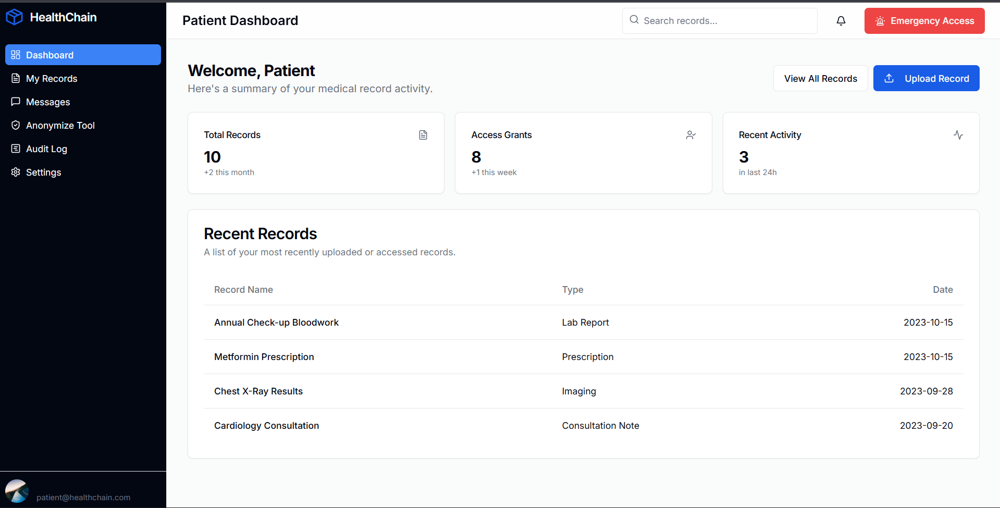 HealthChain
Dashboard
My Records
Messages
Anonymize Tool
Audit Log
Settings
patient@healthchain.com
Patient Dashboard
Search records...
Emergency Access
Welcome, Patient
Here's a summary of your medical record activity.
View All Records
Upload Record
Total Records
10
+2 this month
Access Grants
8
+1 this week
Recent Activity
3
in last 24h
Recent Records
A list of your most recently uploaded or accessed records.
Record Name Type Date
Annual Check-up Bloodwork Lab Report 2023-10-15
Metformin Prescription Prescription 2023-10-15
Chest X-Ray Results Imaging 2023-09-28
Cardiology Consultation Consultation Note 2023-09-20